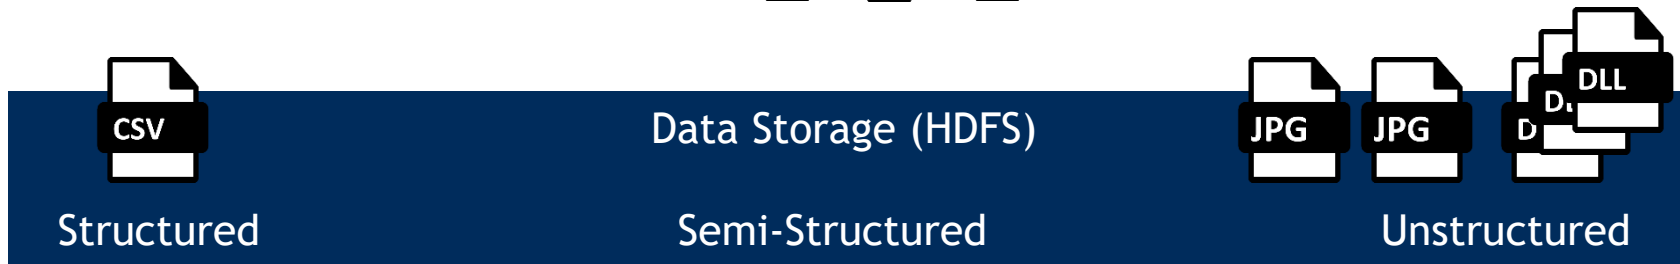 DLL
D
CSV
Data Storage (HDFS)
JPG
JPG
D
Structured
Semi-Structured
Unstructured